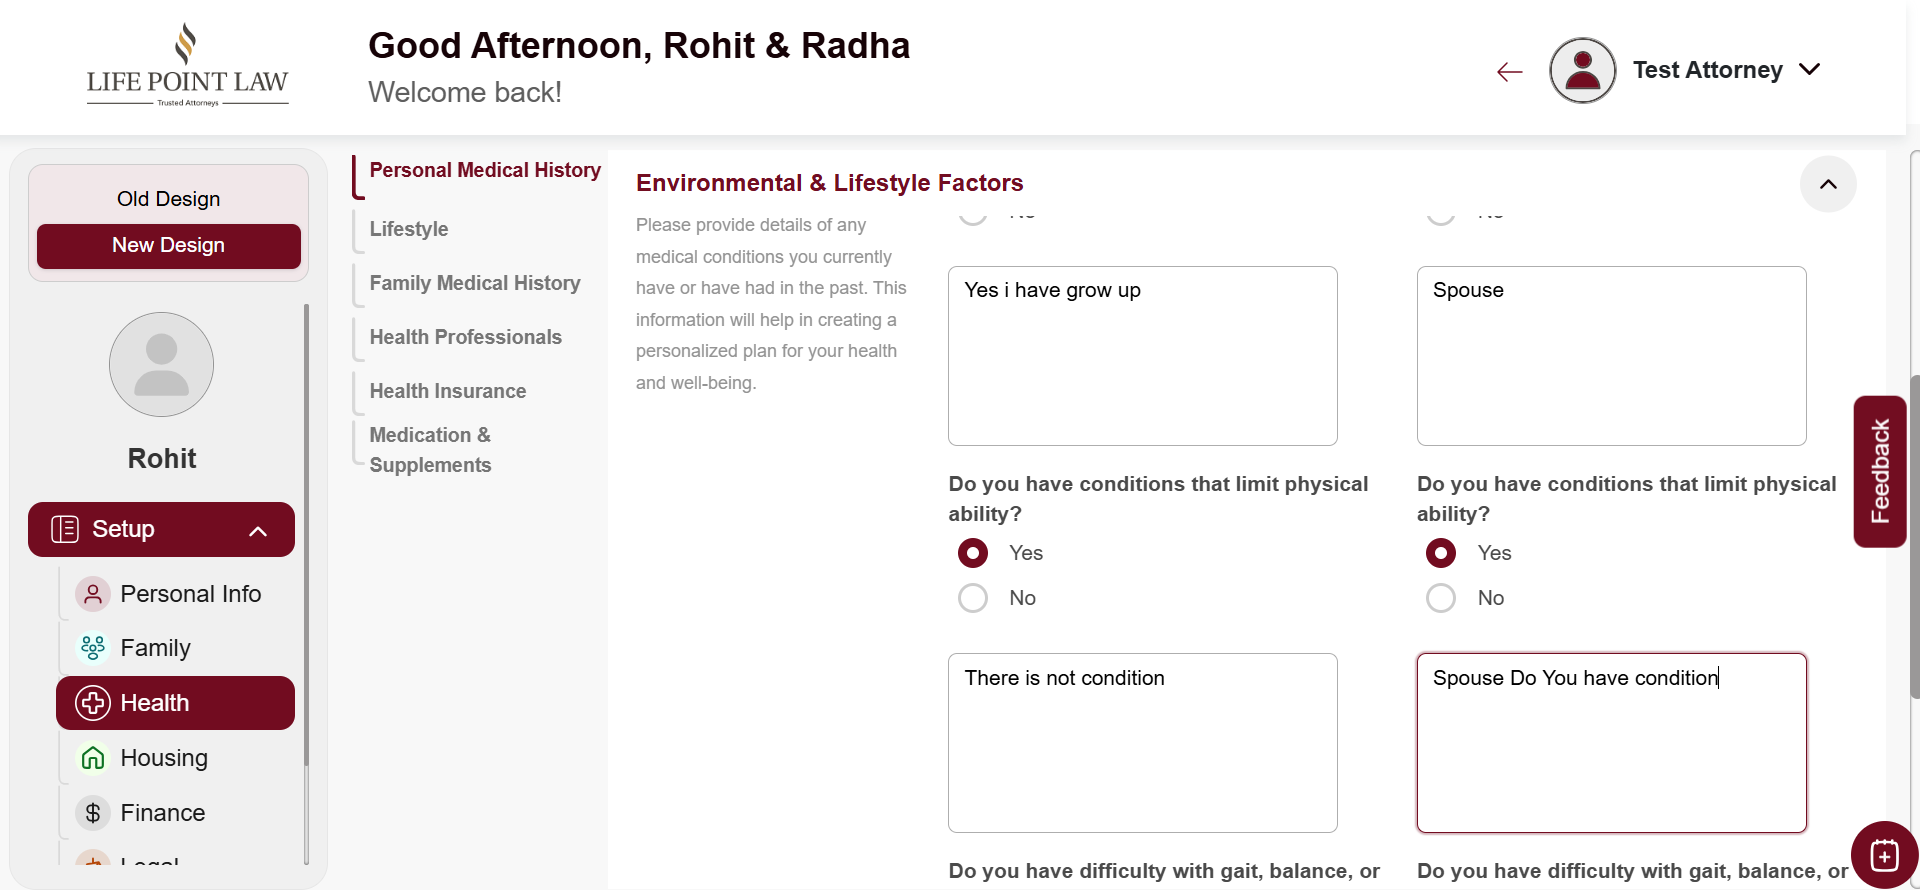 LIFE POINT LAW
Trusted Attorneys
Good Afternoon, Rohit & Radha
Welcome back!
Test Attorney
Old Design
New Design
Rohit
Setup
Personal Info
Family
Health
Housing
Finance
Legal
Personal Medical History
Lifestyle
Family Medical History
Health Professionals
Health Insurance
Medication &
Supplements
Environmental & Lifestyle Factors
Please provide details of any
medical conditions you currently
have or have had in the past. This
information will help in creating a
personalized plan for your health
and well-being.
No
No
Yes i have grow up
Spouse
Do you have conditions that limit physical
ability?
Do you have conditions that limit physical
ability?
Yes
No
Yes
No
There is not condition
Spouse Do You have condition
Do you have difficulty with gait, balance, or
Do you have difficulty with gait, balance, or
Feedback